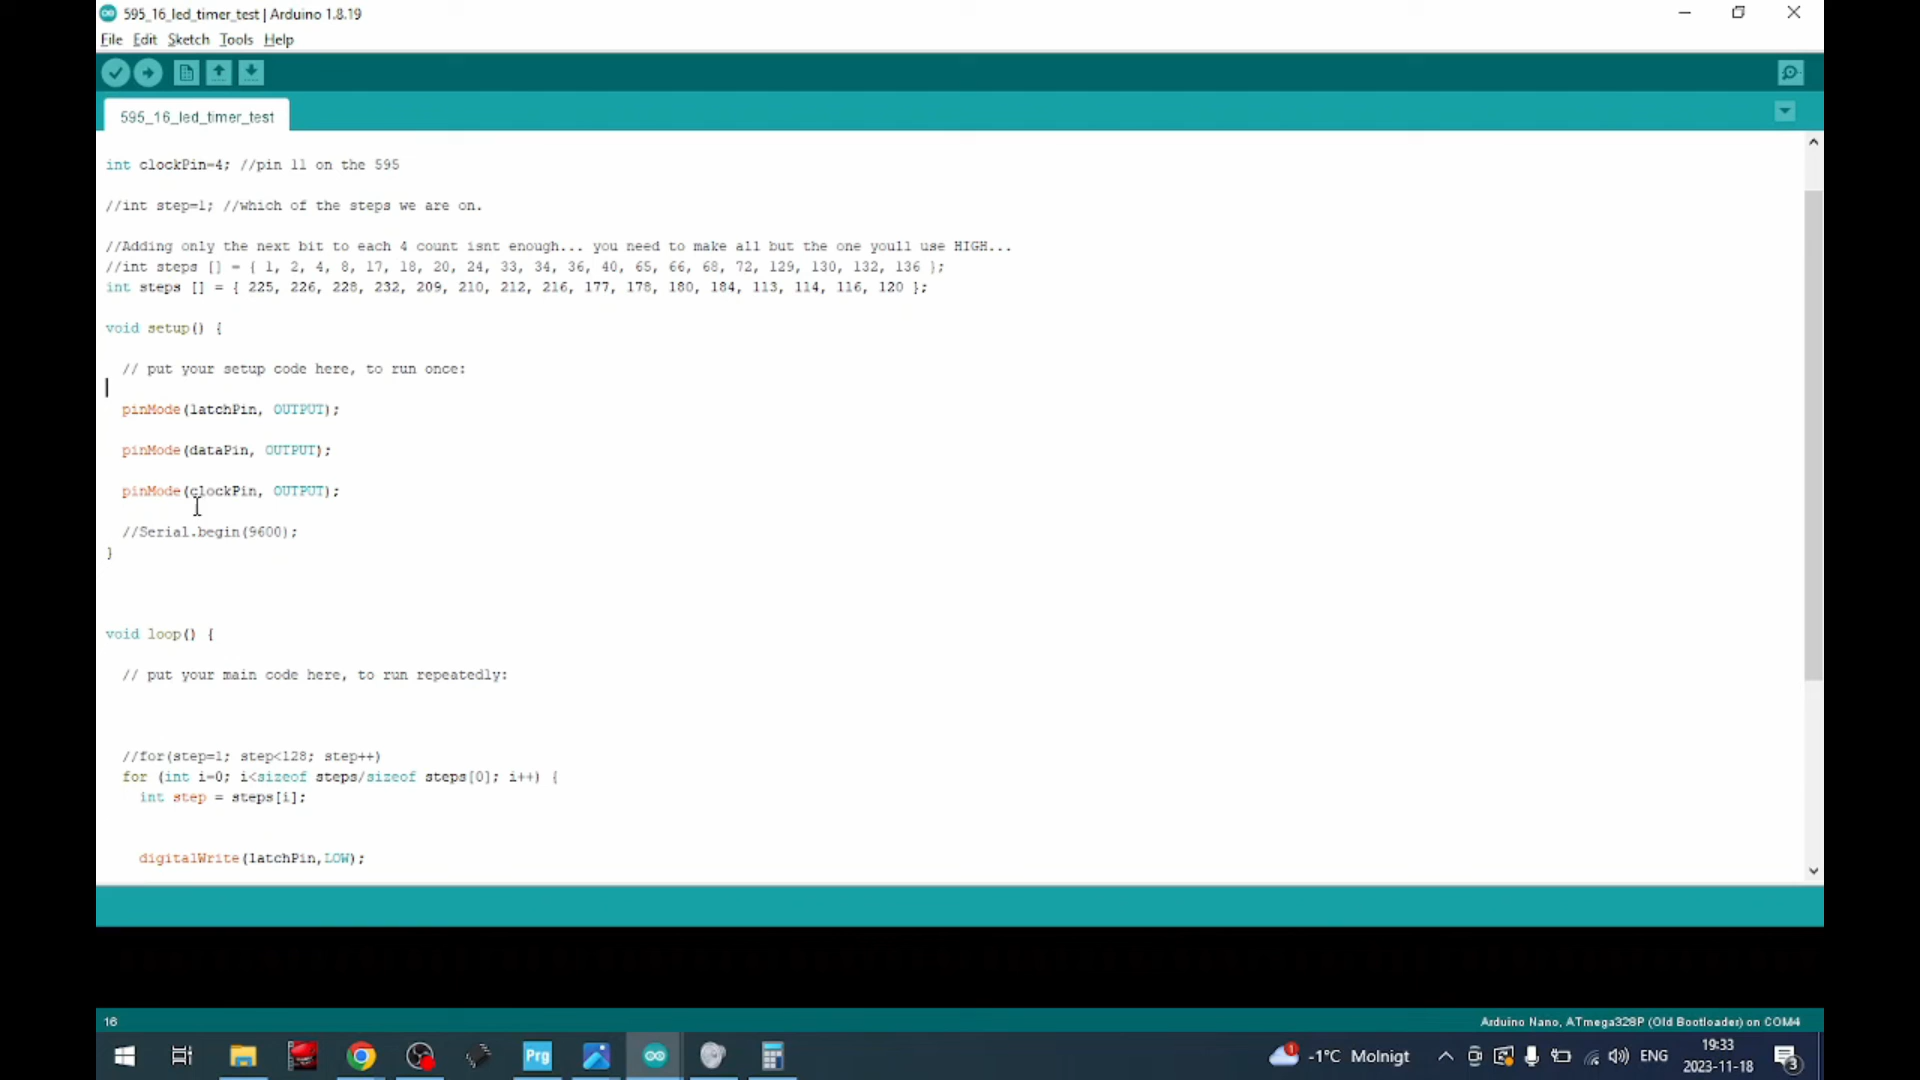 595_16_led_timer_test | Arduino 1.8.19
File Edit Sketch Tools Help
595_16_led_timer_test
int clockPin=4; //pin 11 on the 595
//int step=1; //which of the steps we are on.
//Adding only the next bit to each 4 count isnt enough... you need to make all but the one youll use HIGH...
//int steps [] = { 1, 2, 4, 8, 17, 18, 20, 24, 33, 34, 36, 40, 65, 66, 68, 72, 129, 130, 132, 136 };
int steps [] = { 225, 226, 228, 232, 209, 210, 212, 216, 177, 178, 180, 184, 113, 114, 116, 120 };
void setup() {
// put your setup code here, to run once:
pinMode(latchPin, OUTPUT);
pinMode(dataPin, OUTPUT);
pinMode(clockPin, OUTPUT);
//Serial.begin(9600);
}
void loop() {
// put your main code here, to run repeatedly:
//for(step=1; step<128; step++)
for (int i=0; i<sizeof steps/sizeof steps[0]; i++) {
int step = steps[i];
digitalWrite(latchPin,LOW);
16 Arduino Nano, ATmega328P (Old Bootloader) on COM4
Prg 1 -1°C Molnigt ENG 19:33
2023-11-18 3